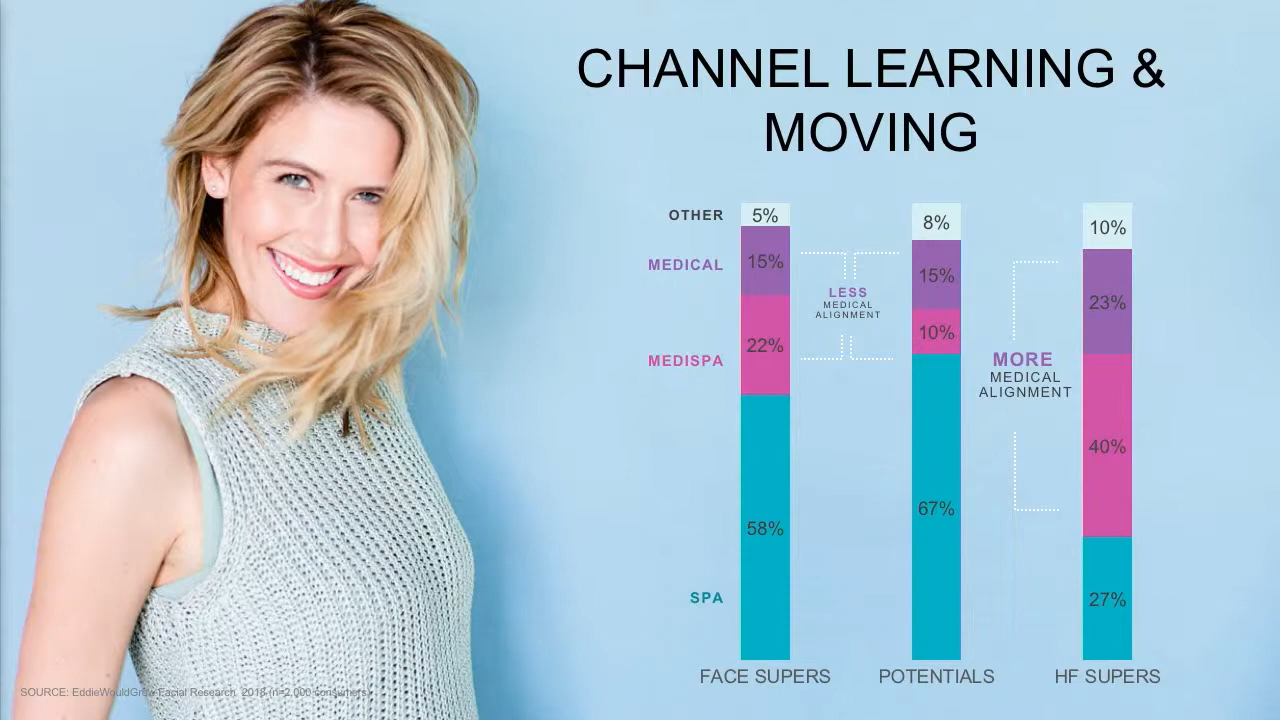 CHANNEL LEARNING &
MOVING
OTHER
5%
8%
10%
MEDICAL
15%
15%
23%
LESS
MEDICAL
ALIGNMENT
MEDISPA
22%
10%
MORE
MEDICAL
ALIGNMENT
40%
58%
67%
SPA
27%
FACE SUPERS
POTENTIALS
HF SUPERS
SOURCE: EddieWouldGrow Facial Research, 2018 (n=2,000 consumers)